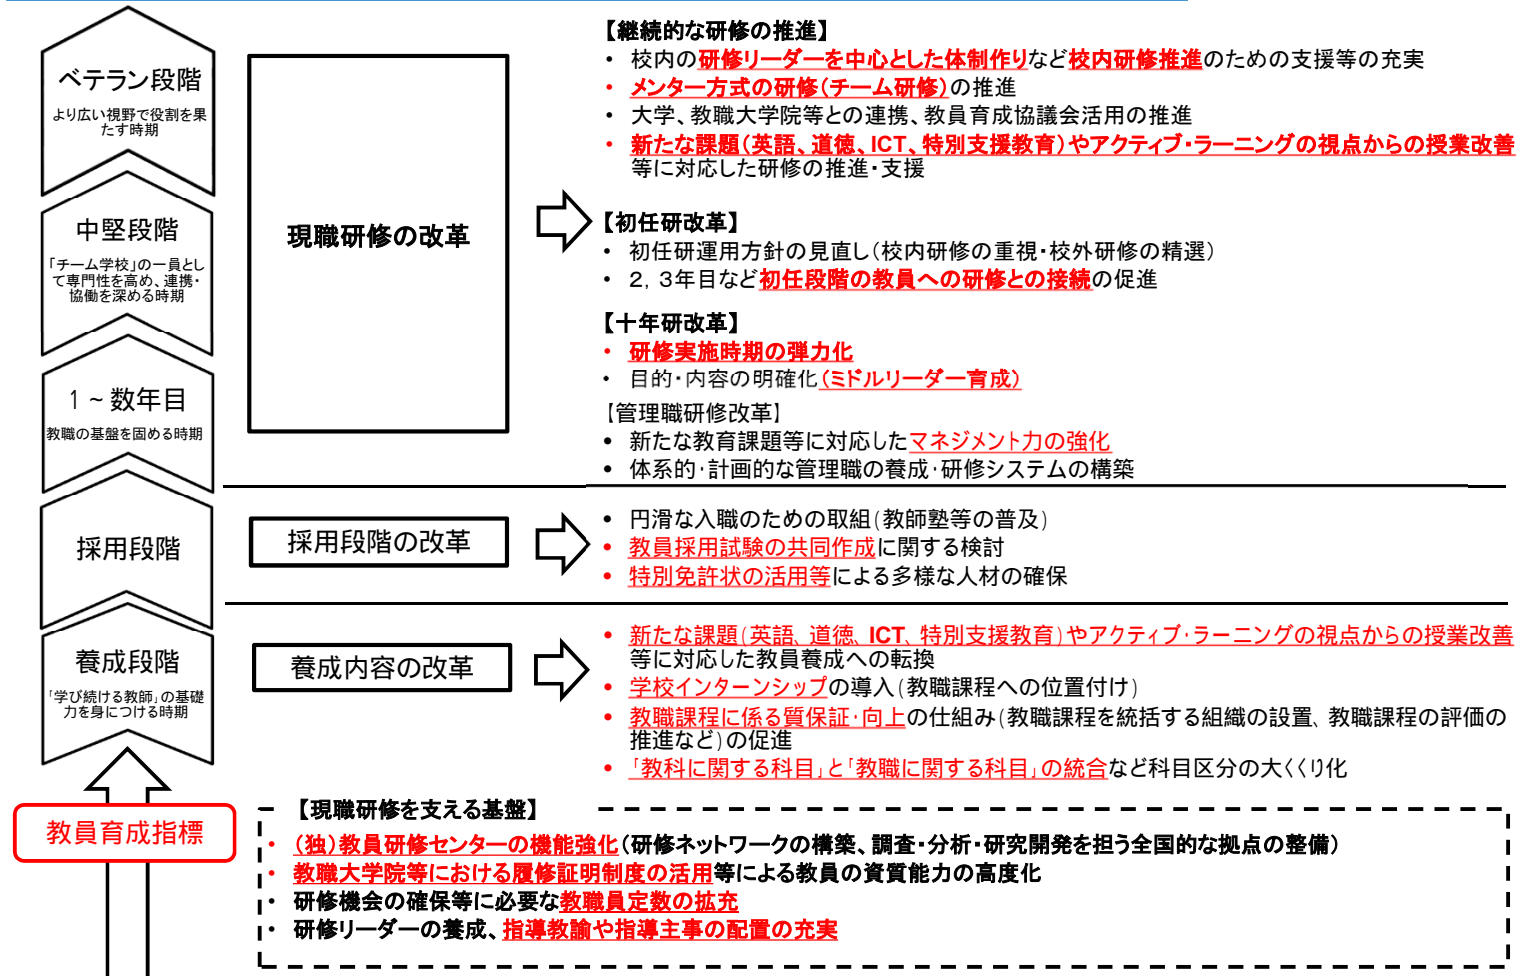 ベテラン段階
より広い視野で役割を果
たす時期
中堅段階
「チーム学校」の一員とし
て専門性を高め、連携・
協働を深める時期
1～数年目
教職の基盤を固める時期
採用段階
養成段階
「学び続ける教師」の基礎
力を身につける時期
教員育成指標
現職研修の改革
【継続的な研修の推進】
・ 校内の研修リーダーを中心とした体制作りなど校内研修推進のための支援等の充実
・ メンター方式の研修（チーム研修）の推進
・ 大学、教職大学院等との連携、教員育成協議会活用の推進
・ 新たな課題（英語、道徳、ICT、特別支援教育）やアクティブ・ラーニングの視点からの授業改善
等に対応した研修の推進・支援
【初任研改革】
・ 初任研運用方針の見直し（校内研修の重視・校外研修の精選）
・ 2，3年目など初任段階の教員への研修との接続の促進
【十年研改革】
・ 研修実施時期の弾力化
・ 目的・内容の明確化（ミドルリーダー育成）
【管理職研修改革】
• 新たな教育課題等に対応したマネジメント力の強化
• 体系的・計画的な管理職の養成・研修システムの構築
採用段階の改革
• 円滑な入職のための取組（教師塾等の普及）
• 教員採用試験の共同作成に関する検討
• 特別免許状の活用等による多様な人材の確保
養成内容の改革
• 新たな課題（英語、道徳、ICT、特別支援教育）やアクティブ・ラーニングの視点からの授業改善
等に対応した教員養成への転換
• 学校インターンシップの導入（教職課程への位置付け）
• 教職課程に係る質保証・向上の仕組み（教職課程を統括する組織の設置、教職課程の評価の
推進など）の促進
• 「教科に関する科目」と「教職に関する科目」の統合など科目区分の大くくり化
【現職研修を支える基盤】
・ （独）教員研修センターの機能強化（研修ネットワークの構築、調査・分析・研究開発を担う全国的な拠点の整備）
・ 教職大学院等における履修証明制度の活用等による教員の資質能力の高度化
・ 研修機会の確保等に必要な教職員定数の拡充
・ 研修リーダーの養成、指導教諭や指導主事の配置の充実